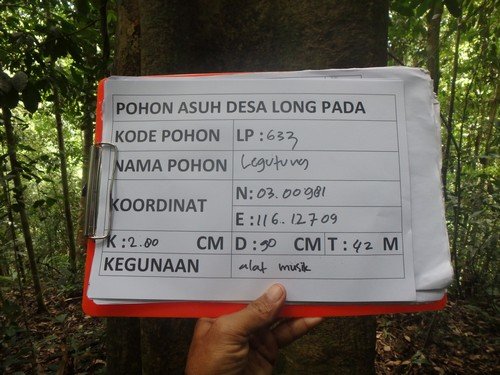 POHON ASUH DESA LONG PADA
KODE POHON LP : 633
NAMA POHON Legutung
KOORDINAT N: 03.00981
E: 116.12709
K : 2.80 CM D : 90 CM T : 42 M
KEGUNAAN alat musik